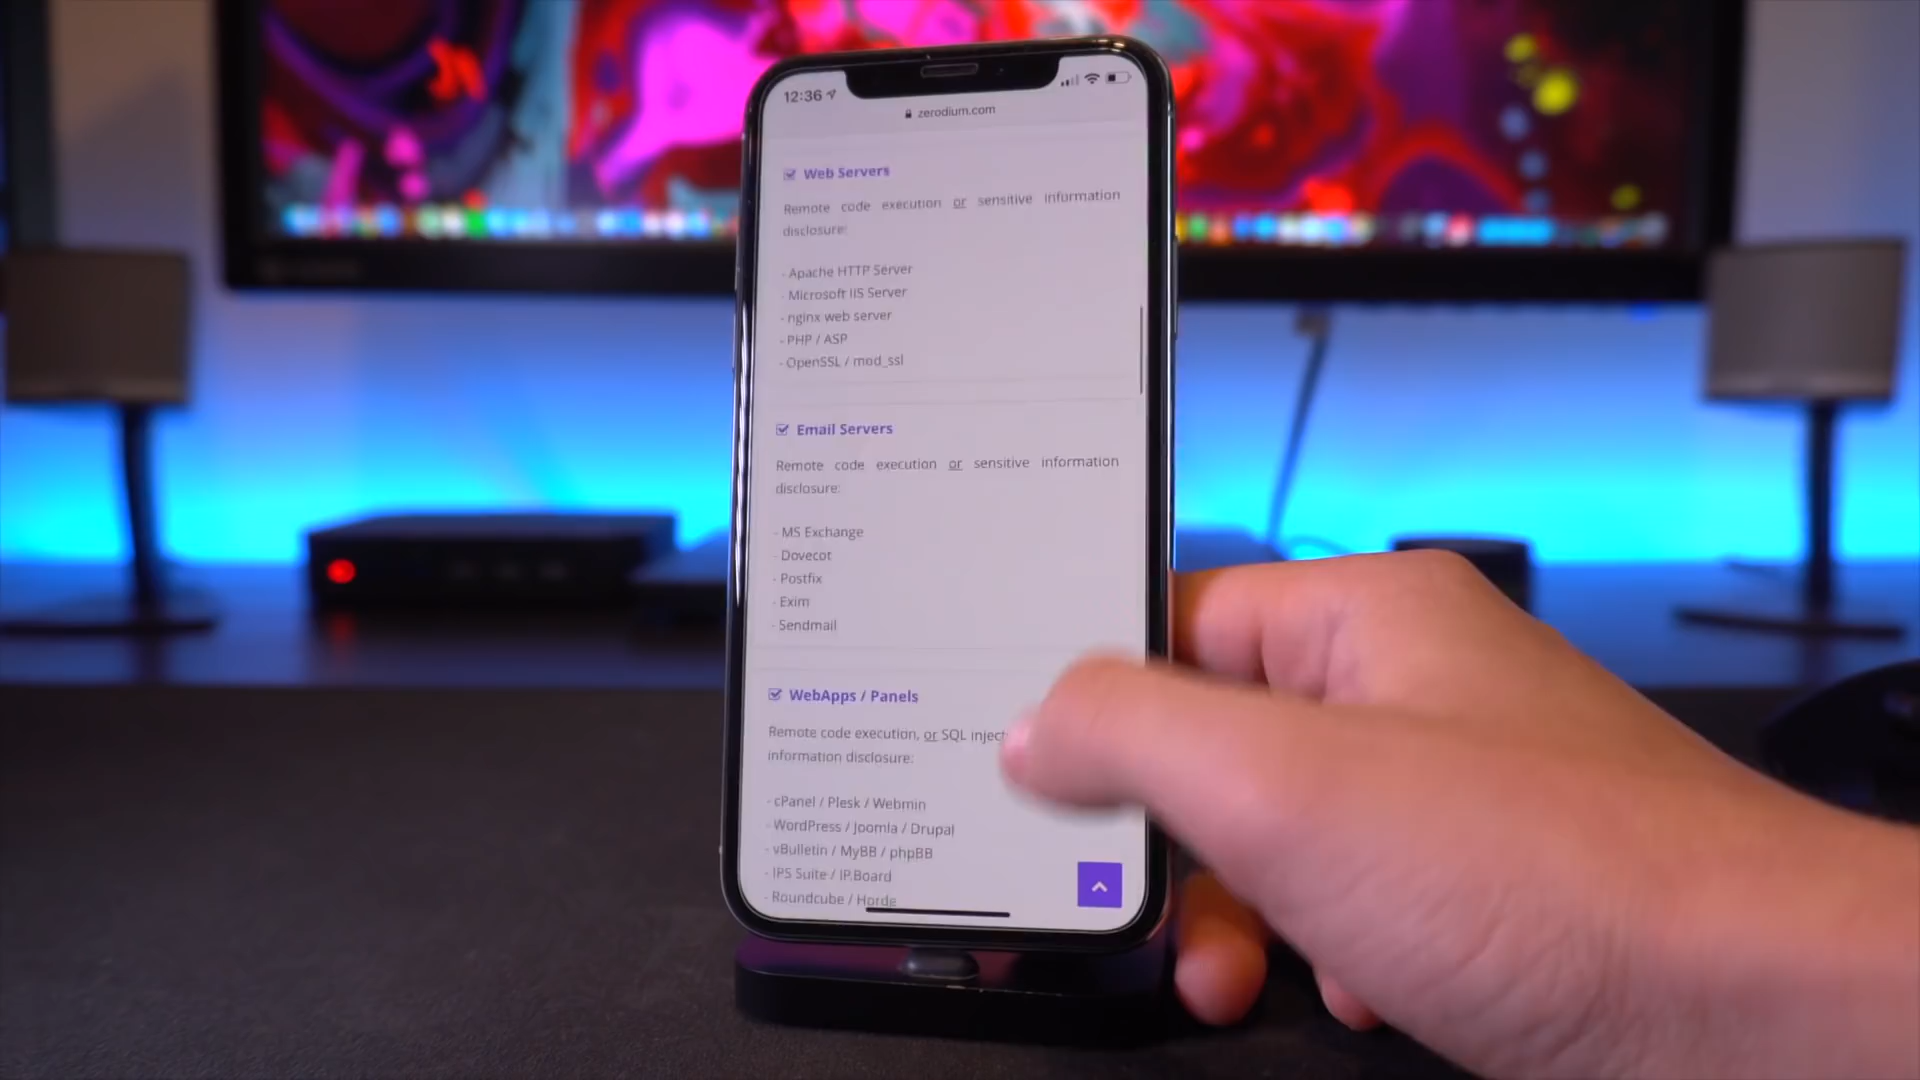 12:36
zerodium.com
Web Servers
Remote code execution or sensitive information
disclosure:
- Apache HTTP Server
- Microsoft IIS Server
- nginx web server
- PHP / ASP
- OpenSSL / mod_ssl
Email Servers
Remote code execution or sensitive information
disclosure:
- MS Exchange
- Dovecot
- Postfix
- Exim
- Sendmail
WebApps / Panels
Remote code execution, or SQL
information disclosure:
- cPanel / Plesk / Webmin
- WordPress / Joomla / Drupal
- vBulletin / MyBB / phpBB
- IPS Suite / IP.Board
- Roundcube / Horde